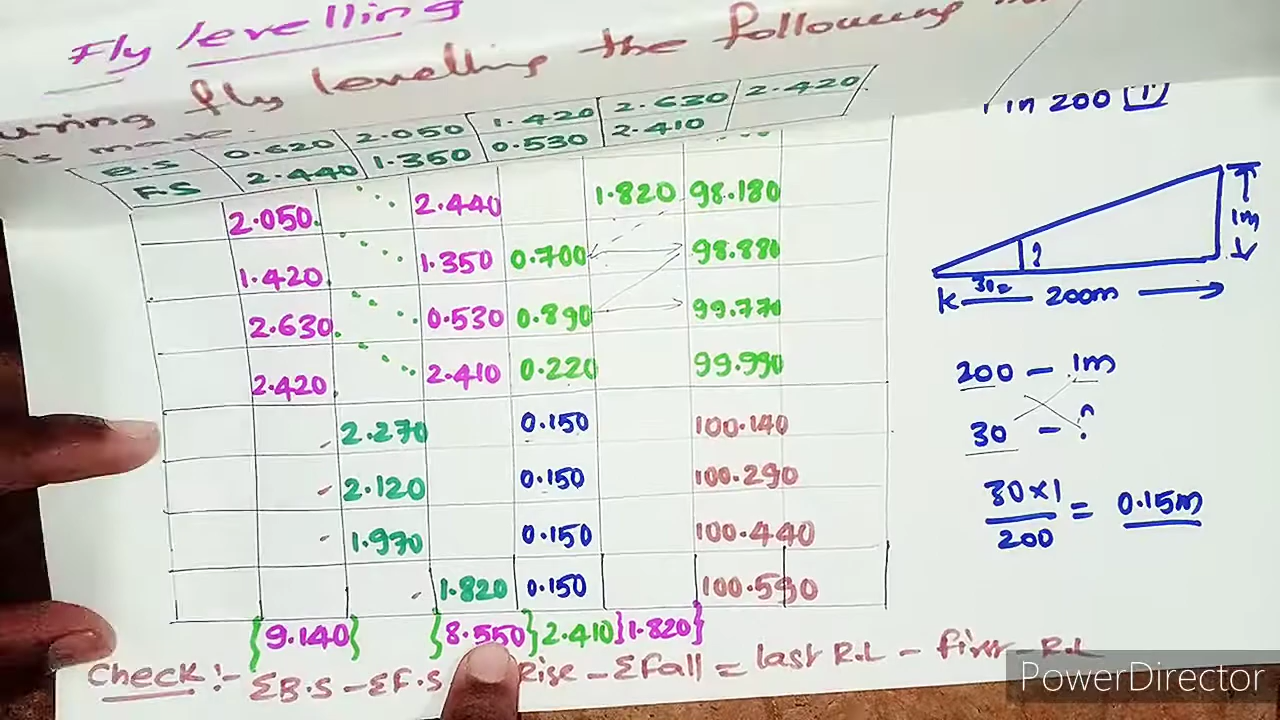 Fly levelling
fly levelling the following
B.S 0.620 2.050 1.420 2.630 2.420
F.S 2.440 1.350 0.530 2.410
2.050 2.440 1.820 98.180
1.420 1.350 0.700 98.880
2.630 0.530 0.890 99.770
2.420 2.410 0.220 99.990
2.270 0.150 100.140
2.120 0.150 100.290
1.970 0.150 100.440
1.820 0.150 100.590
{9.140} {8.550} 2.410} 1.820}
Check :- ΣB.S - ΣF.S Rise - ΣFall = last R.L - first R.L
1 in 200
1m
?
200m
200 - 1m
30 - ?
30×1
200
= 0.15m
PowerDirector